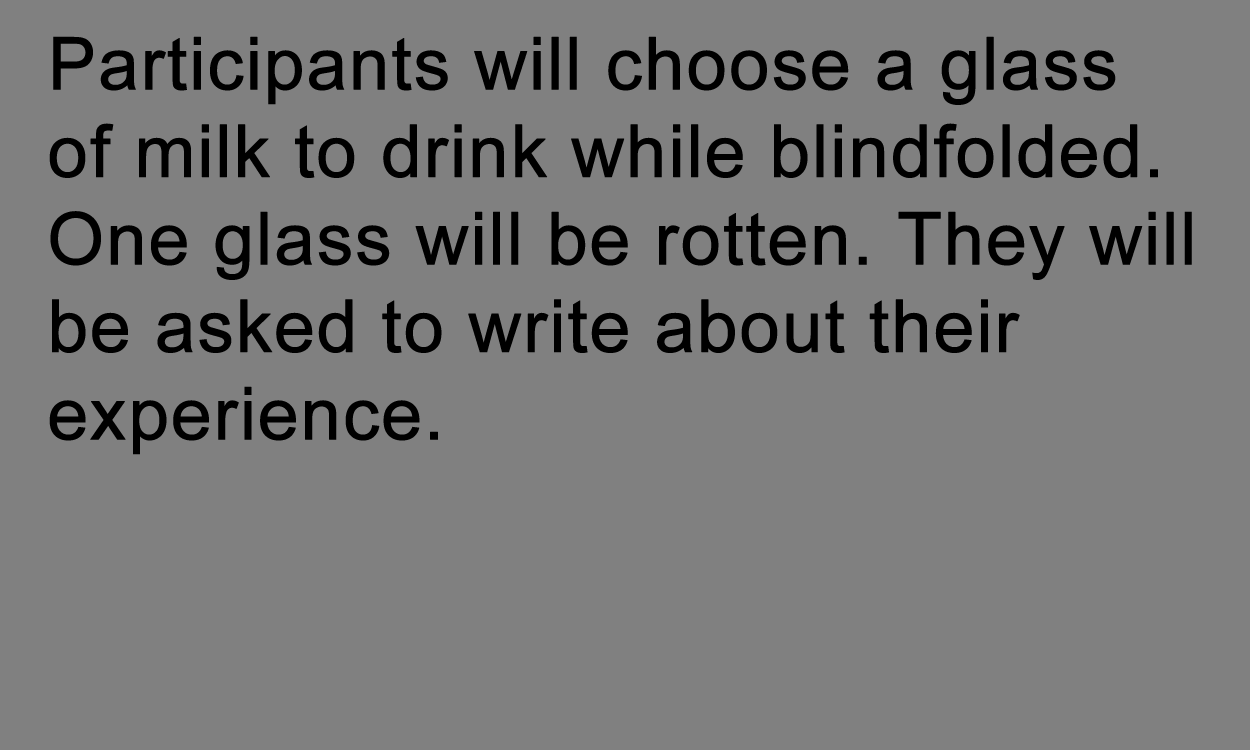 Participants will choose a glass
of milk to drink while blindfolded.
One glass will be rotten. They will
be asked to write about their
experience.